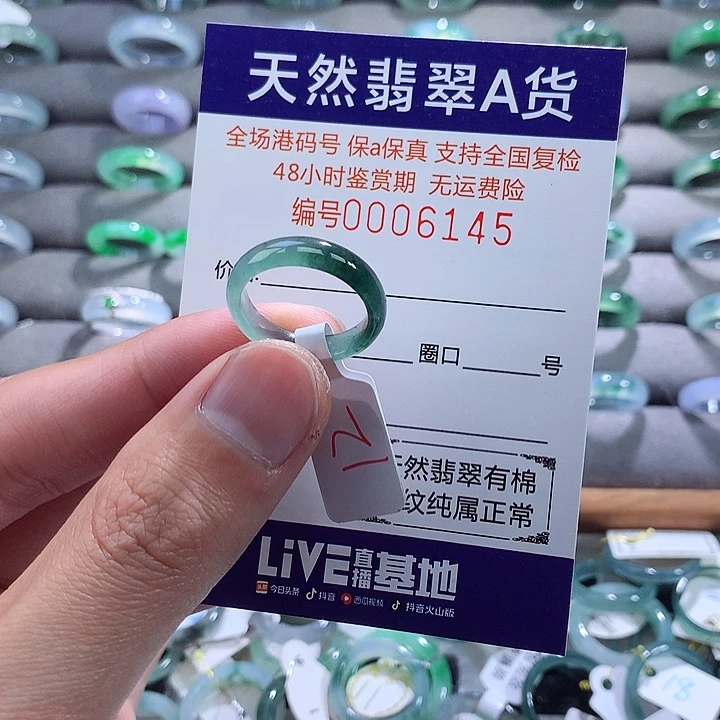 天然翡翠A货
全场港码号 保a保真 支持全国复检
48小时鉴赏期 无运费险
编号0006145
价
圈口 号
12
然翡翠有棉
纹纯属正常
LiVE直播基地
今日头条 抖音 西瓜视频 抖音火山版
18